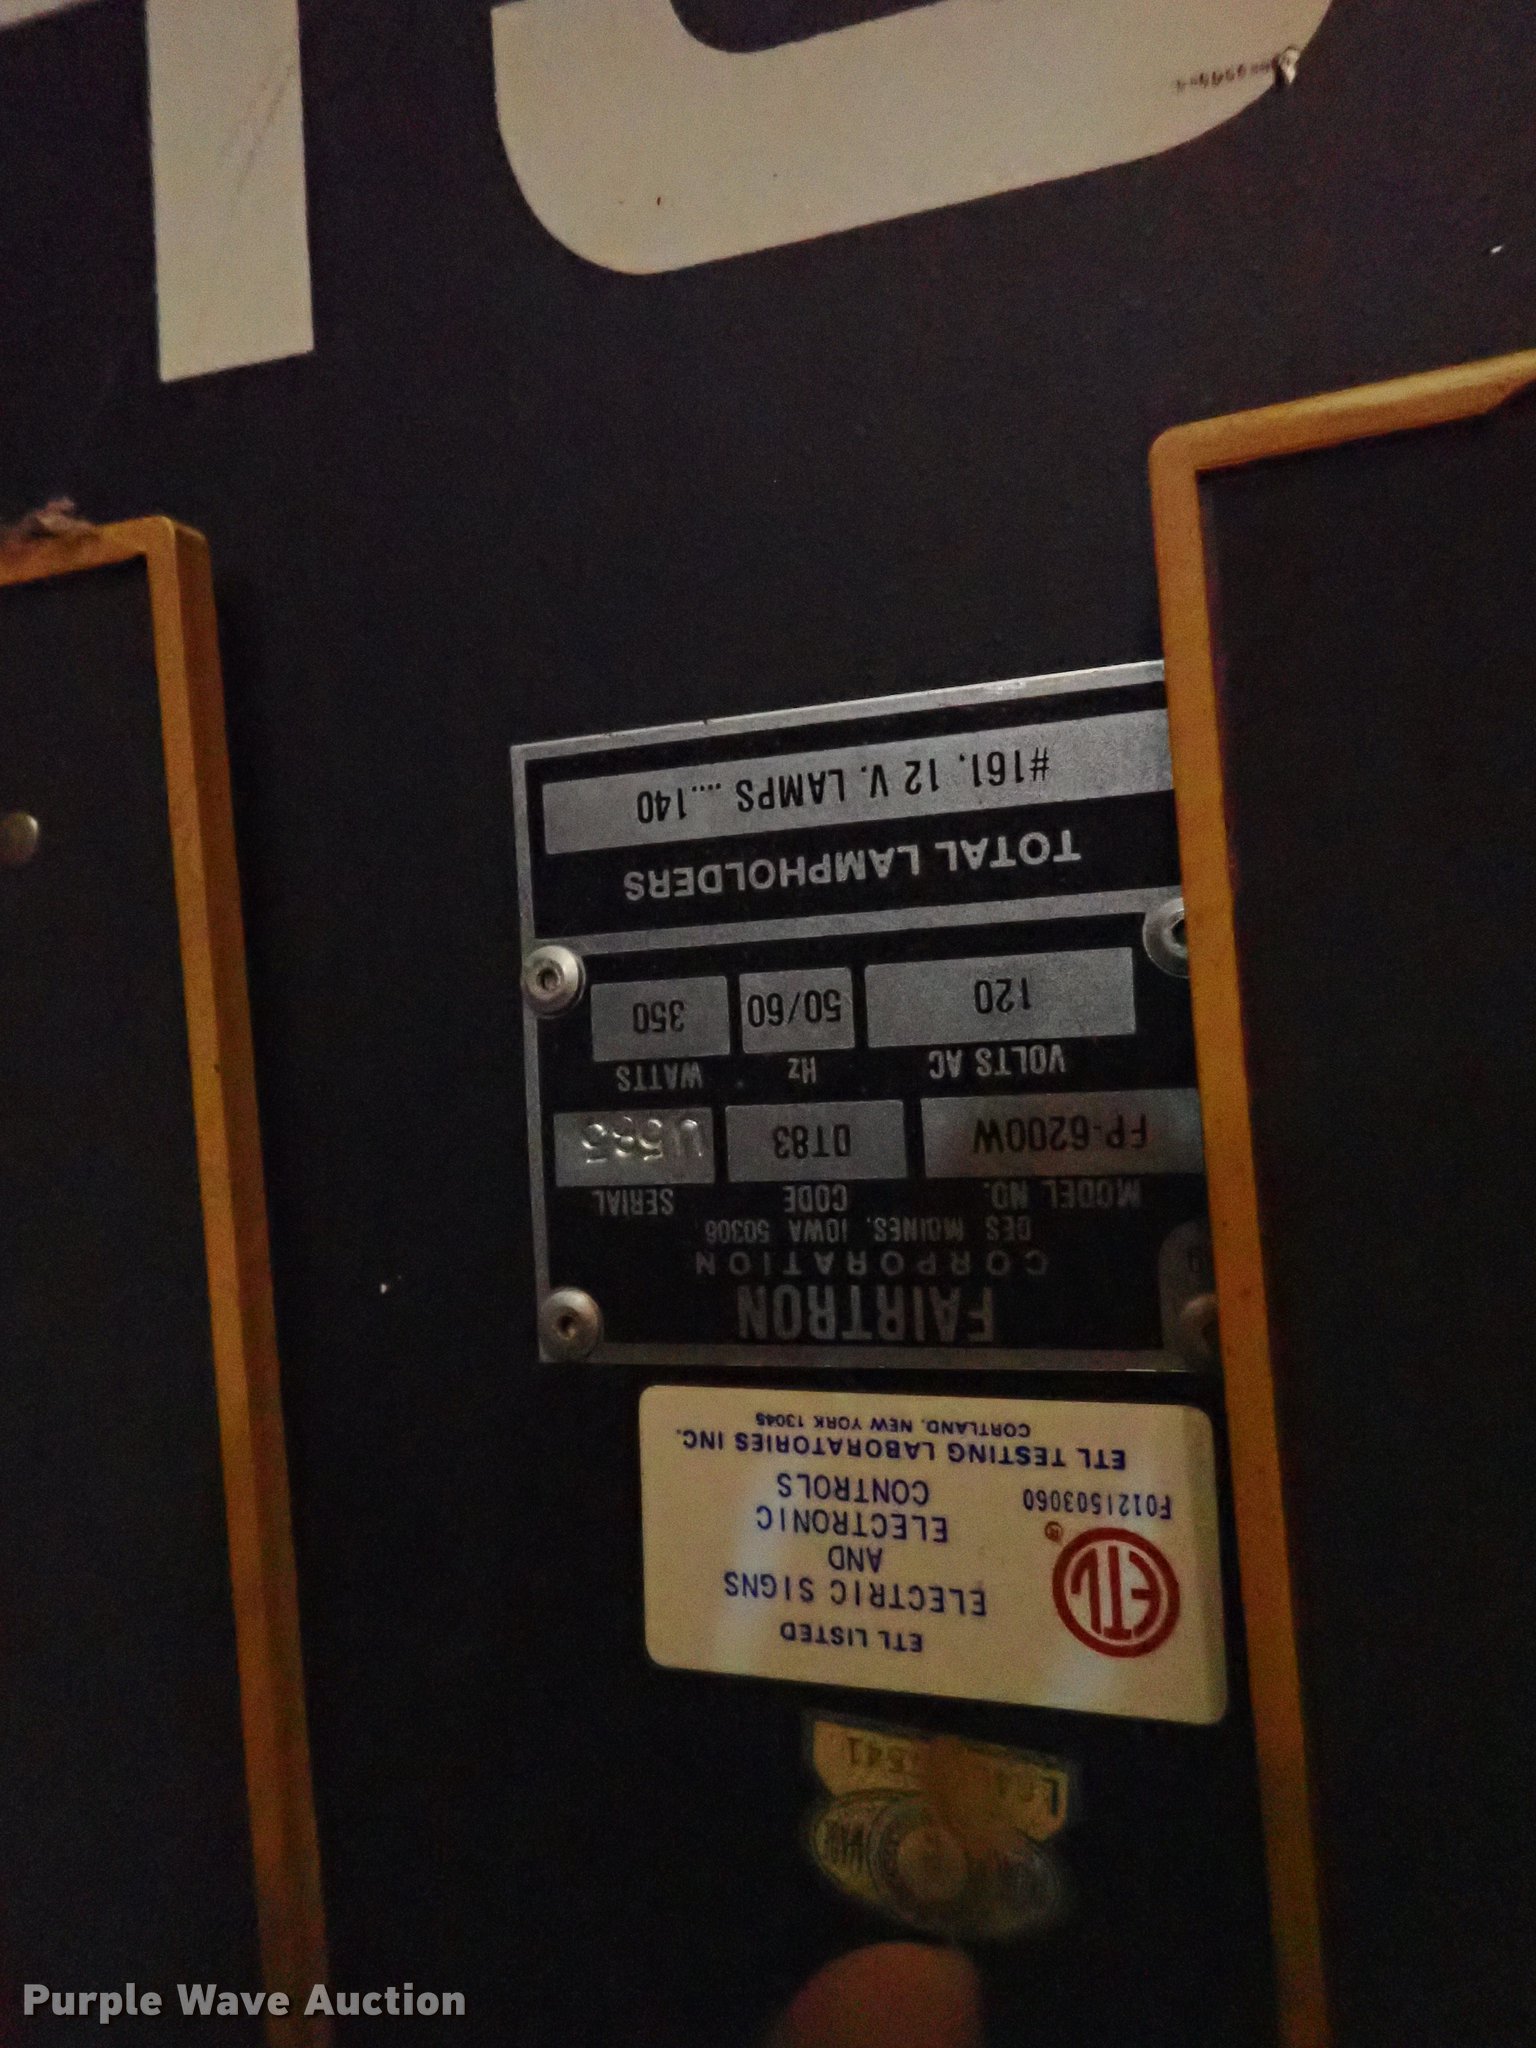 ETL LISTED
ELECTRIC SIGNS
AND
ELECTRONIC
CONTROLS
F0121503060
ETL
ETL TESTING LABORATORIES INC.
CORTLAND, NEW YORK 13045
FAIRTRON
CORPORATION
DES MOINES, IOWA 50306
MODEL NO. CODE SERIAL
FP-6200W DT83 U585
VOLTS AC Hz WATTS
120 50/60 350
TOTAL LAMPHOLDERS
#161, 12 V. LAMPS ....140
Purple Wave Auction